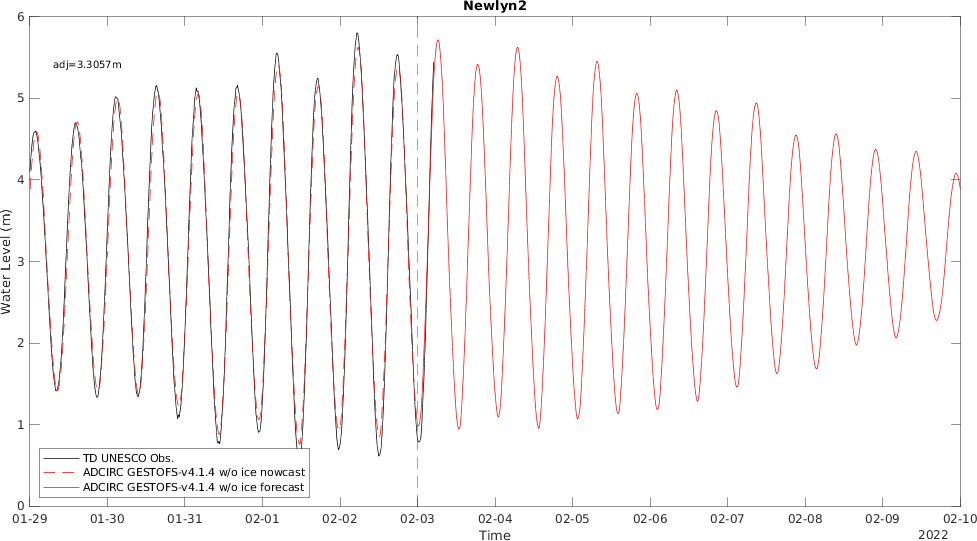 Newlyn2
adj=3.3057m
Water Level (m)
6
5
4
3
2
1
0
TD UNESCO Obs.
ADCIRC GESTOFS-v4.1.4 w/o ice nowcast
ADCIRC GESTOFS-v4.1.4 w/o ice forecast
01-29 01-30 01-31 02-01 02-02 02-03 02-04 02-05 02-06 02-07 02-08 02-09 02-10
Time
2022